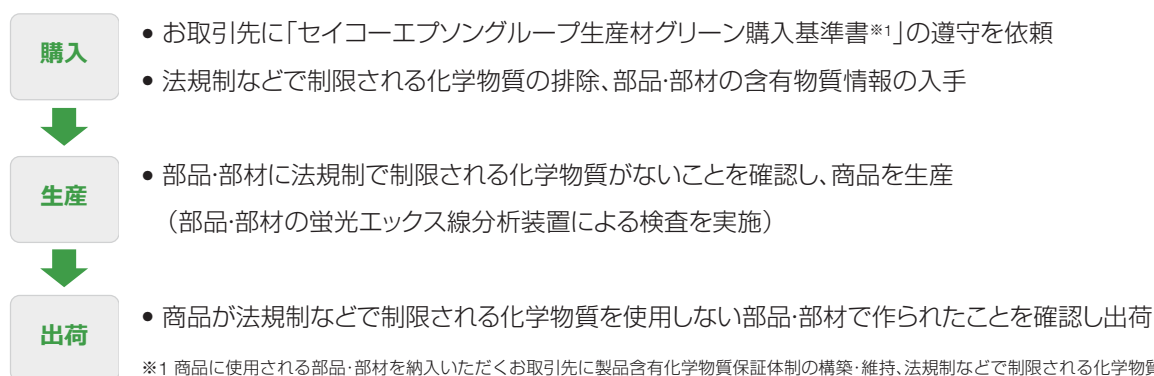 購入
● お取引先に「セイコーエプソングループ生産材グリーン購入基準書※1」の遵守を依頼
● 法規制などで制限される化学物質の排除、部品・部材の含有物質情報の入手
生産
● 部品・部材に法規制で制限される化学物質がないことを確認し、商品を生産
（部品・部材の蛍光エックス線分析装置による検査を実施）
出荷
● 商品が法規制などで制限される化学物質を使用しない部品・部材で作られたことを確認し出荷
※1 商品に使用される部品・部材を納入いただくお取引先に製品含有化学物質保証体制の構築・維持、法規制などで制限される化学物質